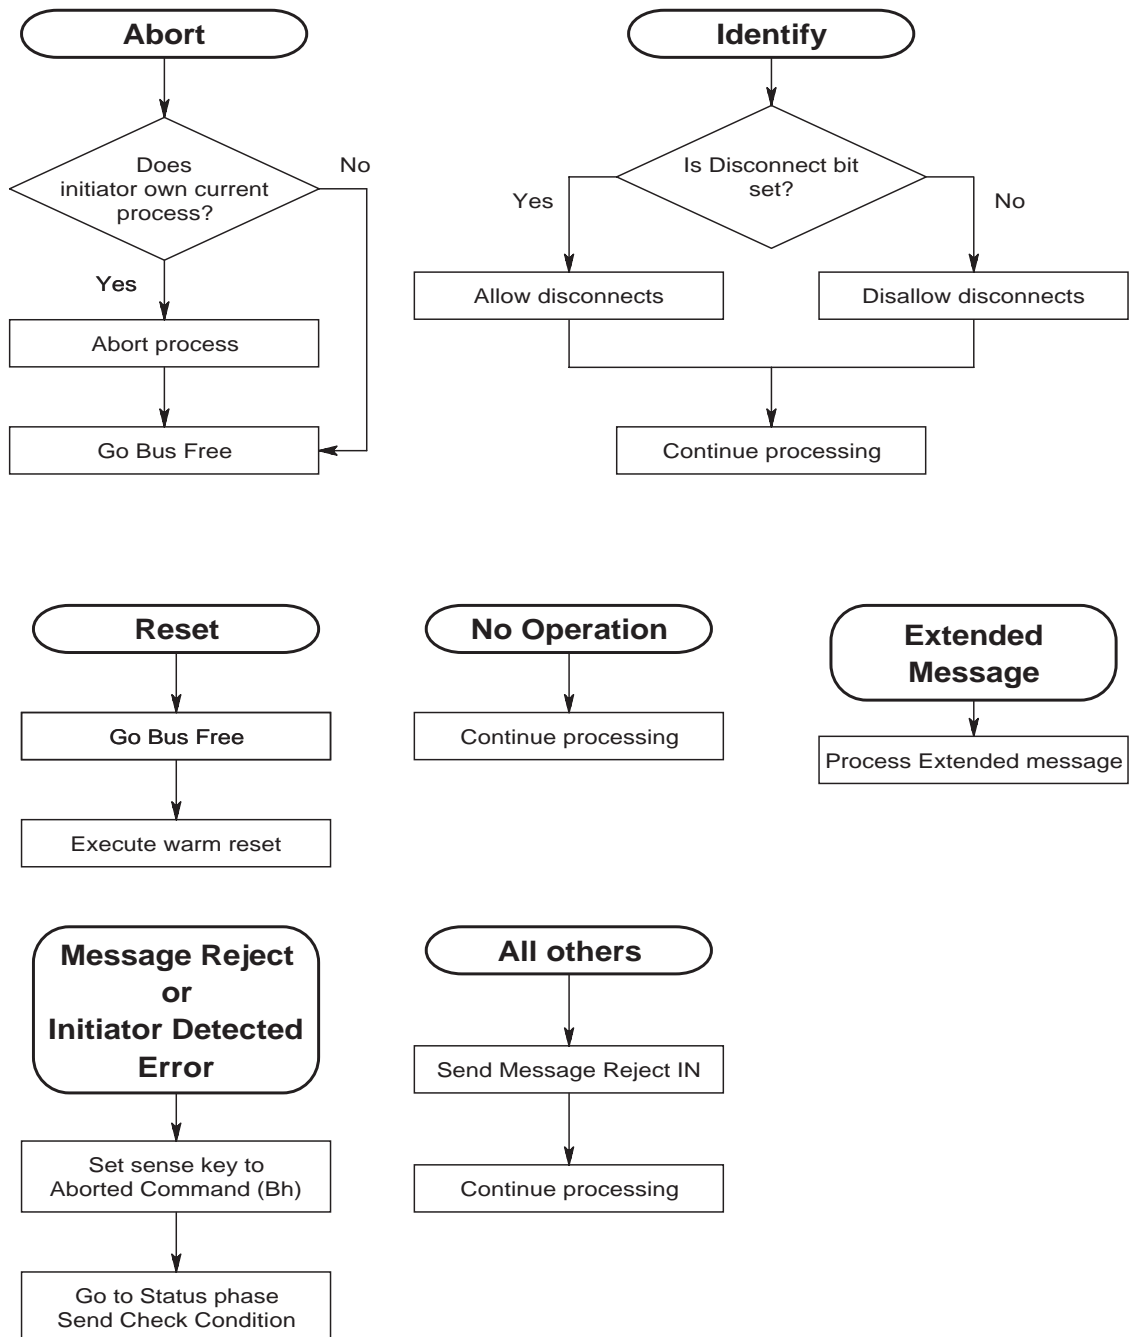 Abort
Does
initiator own current
process?
No
Yes
Abort process
Go Bus Free
Identify
Is Disconnect bit
set?
Yes
No
Allow disconnects
Disallow disconnects
Continue processing
Reset
Go Bus Free
Execute warm reset
No Operation
Continue processing
Extended
Message
Process Extended message
Message Reject
or
Initiator Detected
Error
Set sense key to
Aborted Command (Bh)
Go to Status phase
Send Check Condition
All others
Send Message Reject IN
Continue processing